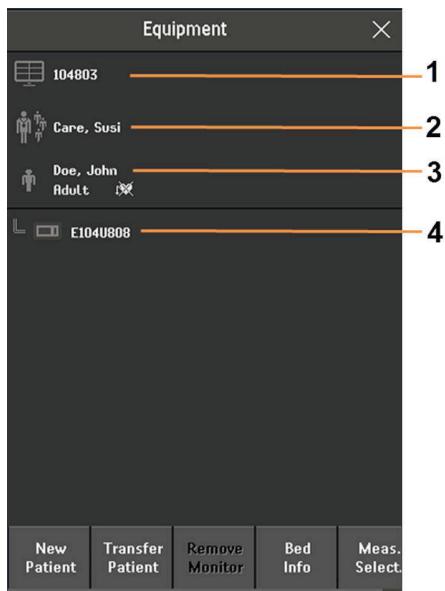 Equipment
104803
1
Care, Susi
2
Doe, John
3
Adult
E104U808
4
New Patient
Transfer Patient
Remove Monitor
Bed Info
Meas. Select.